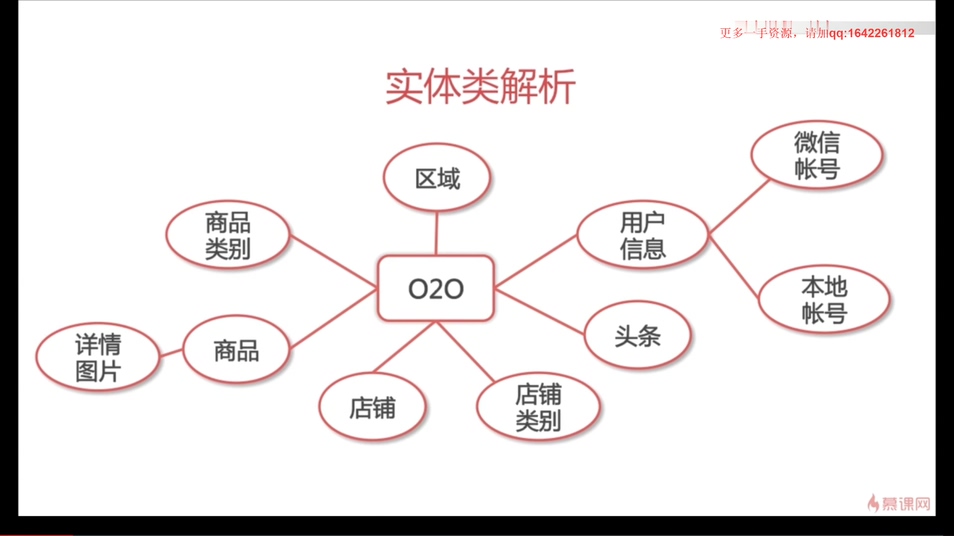 更多一手资源，请加qq:1642261812
实体类解析
区域
微信
帐号
商品
类别
用户
信息
O2O
本地
帐号
详情
图片
商品
头条
店铺
店铺
类别
慕课网